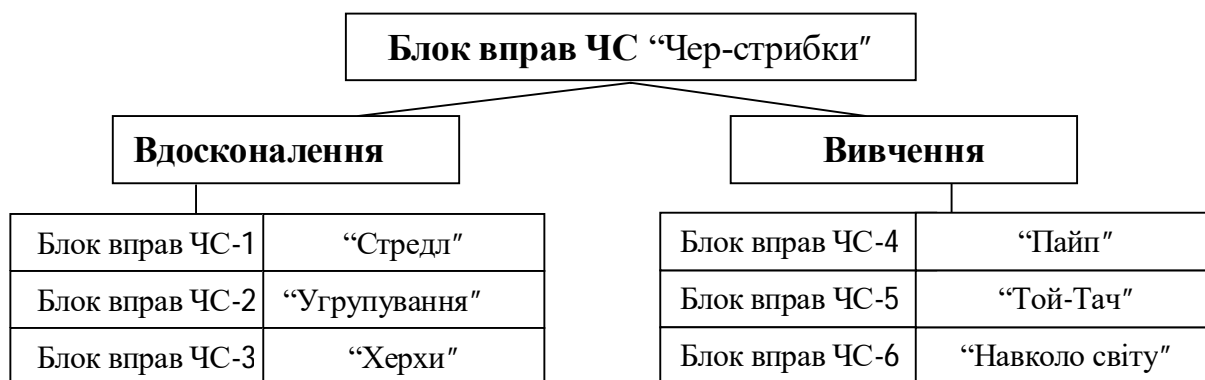 Блок вправ ЧС “Чер-стрибки”
Вдосконалення
Блок вправ ЧС-1 “Стредл”
Блок вправ ЧС-2 “Угрупування”
Блок вправ ЧС-3 “Херхи”
Вивчення
Блок вправ ЧС-4 “Пайп”
Блок вправ ЧС-5 “Той-Тач”
Блок вправ ЧС-6 “Навколо світу”